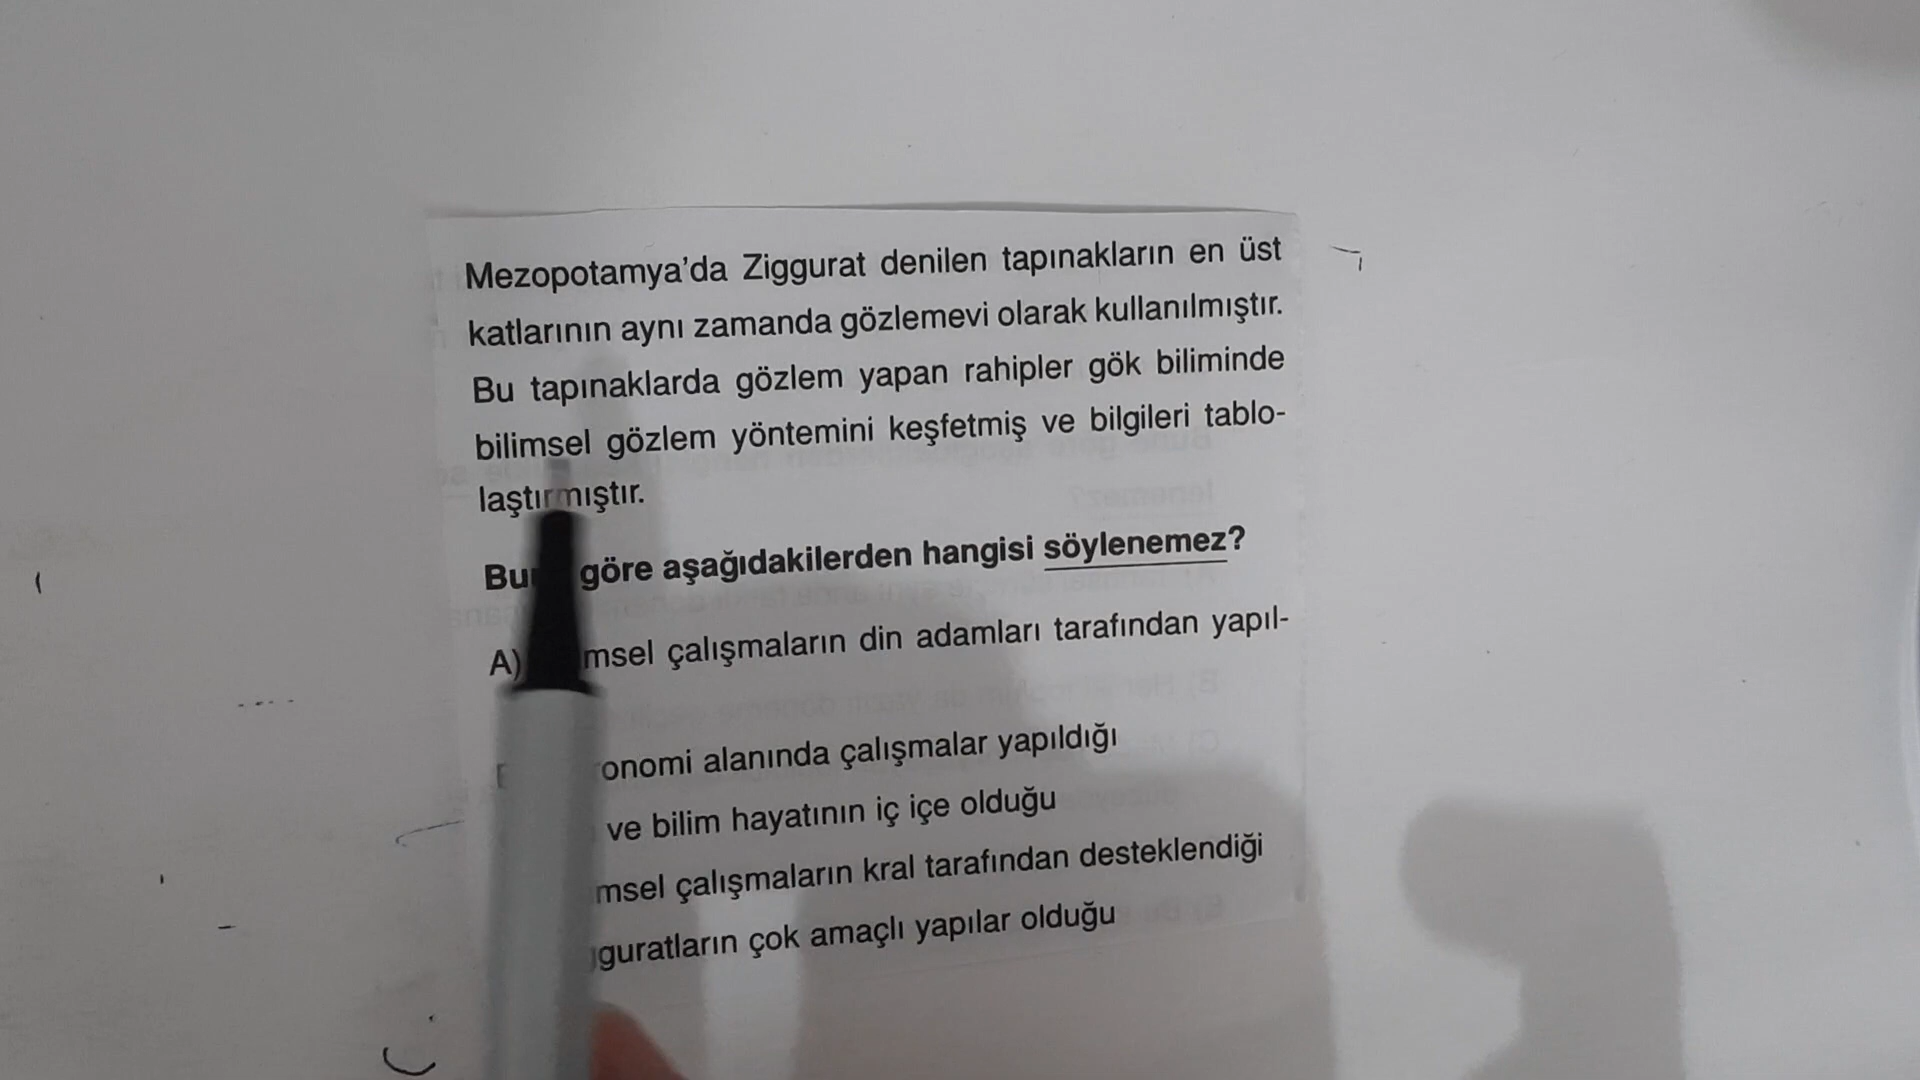 Mezopotamya'da Ziggurat denilen tapınakların en üst
katlarının aynı zamanda gözlemevi olarak kullanılmıştır.
Bu tapınaklarda gözlem yapan rahipler gök biliminde
bilimsel gözlem yöntemini keşfetmiş ve bilgileri tablo-
laştırmıştır.
göre aşağıdakilerden hangisi söylenemez?
A) msel çalışmaların din adamları tarafından yapıl-
onomi alanında çalışmalar yapıldığı
ve bilim hayatının iç içe olduğu
msel çalışmaların kral tarafından desteklendiği
guratların çok amaçlı yapılar olduğu